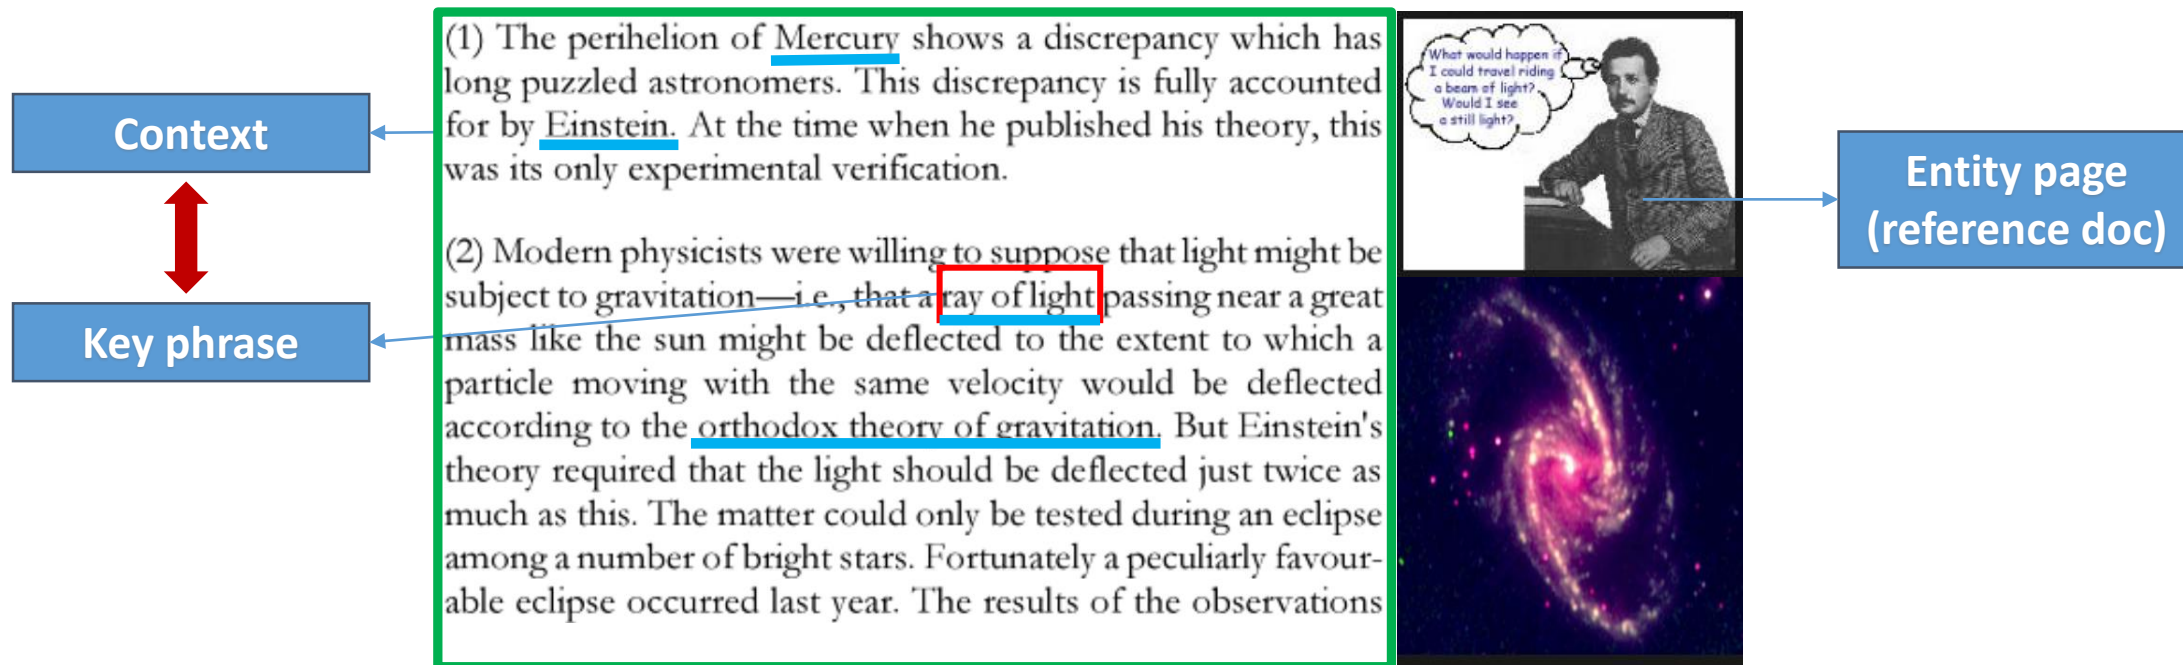 Context
Key phrase
(1) The perihelion of Mercury shows a discrepancy which has
long puzzled astronomers. This discrepancy is fully accounted
for by Einstein. At the time when he published his theory, this
was its only experimental verification.
(2) Modern physicists were willing to suppose that light might be
subject to gravitation—i.e., that a ray of light passing near a great
mass like the sun might be deflected to the extent to which a
particle moving with the same velocity would be deflected
according to the orthodox theory of gravitation. But Einstein's
theory required that the light should be deflected just twice as
much as this. The matter could only be tested during an eclipse
among a number of bright stars. Fortunately a peculiarly favour-
able eclipse occurred last year. The results of the observations
What would happen if
I could travel riding
a beam of light?
Would I see
a still light?
Entity page
(reference doc)